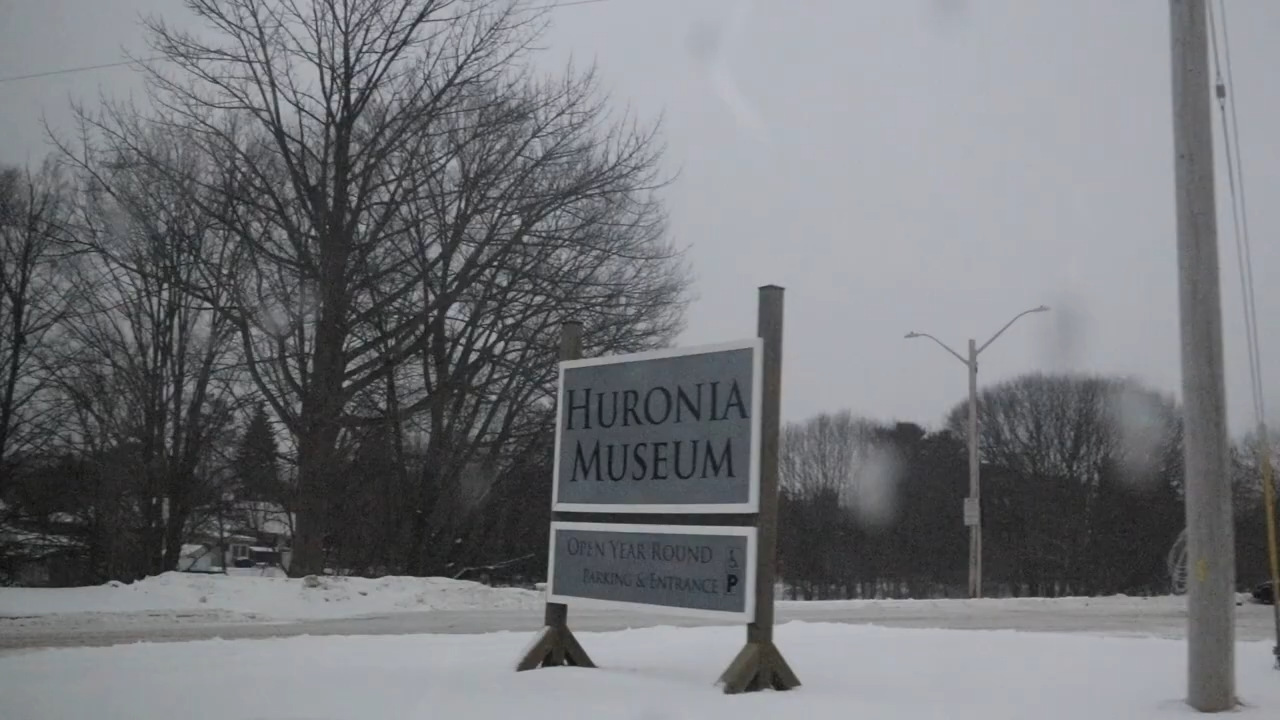 HURONIA
MUSEUM
OPEN YEAR ROUND
PARKING & ENTRANCE P